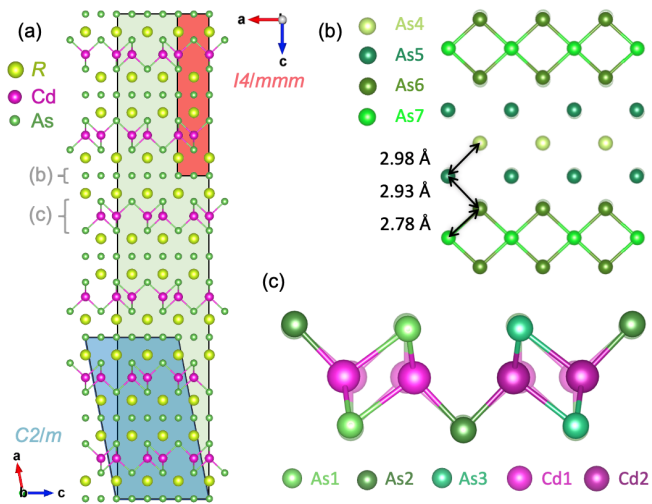 (a)
R
Cd
As
a
c
I4/mmm
(b)
(c)
C2/m
a
b
c
(b)
As4
As5
As6
As7
2.98 Å
2.93 Å
2.78 Å
(c)
As1
As2
As3
Cd1
Cd2